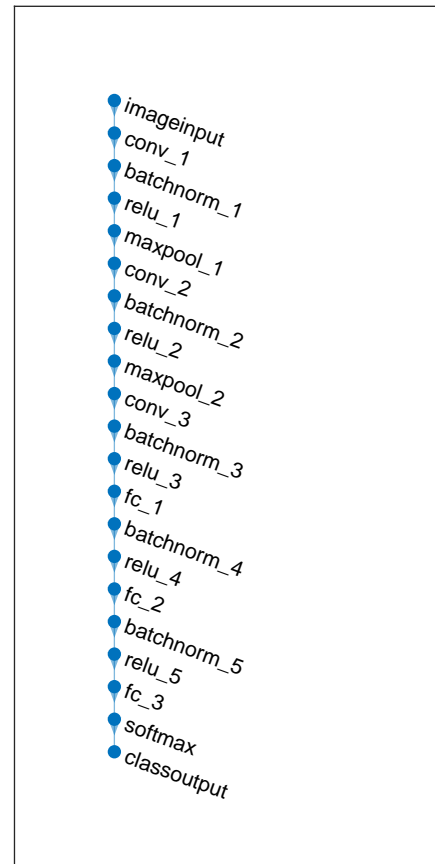 imageinput
conv_1
batchnorm_1
relu_1
maxpool_1
conv_2
batchnorm_2
relu_2
maxpool_2
conv_3
batchnorm_3
relu_3
fc_1
batchnorm_4
relu_4
fc_2
batchnorm_5
relu_5
fc_3
softmax
classoutput